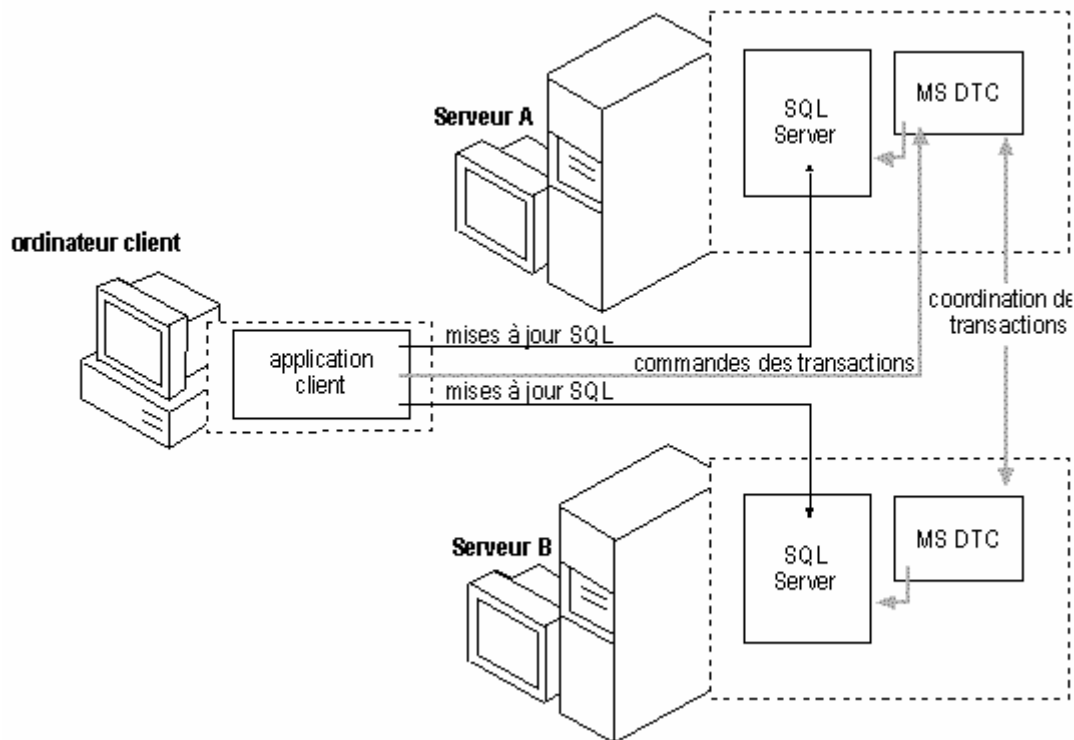 SQL
Server
MS DTC
Serveur A
ordinateur client
coordination de
transactions
mises à jour SQL
application
client
commandes des transactions
mises à jour SQL
Serveur B
SQL
Server
MS DTC